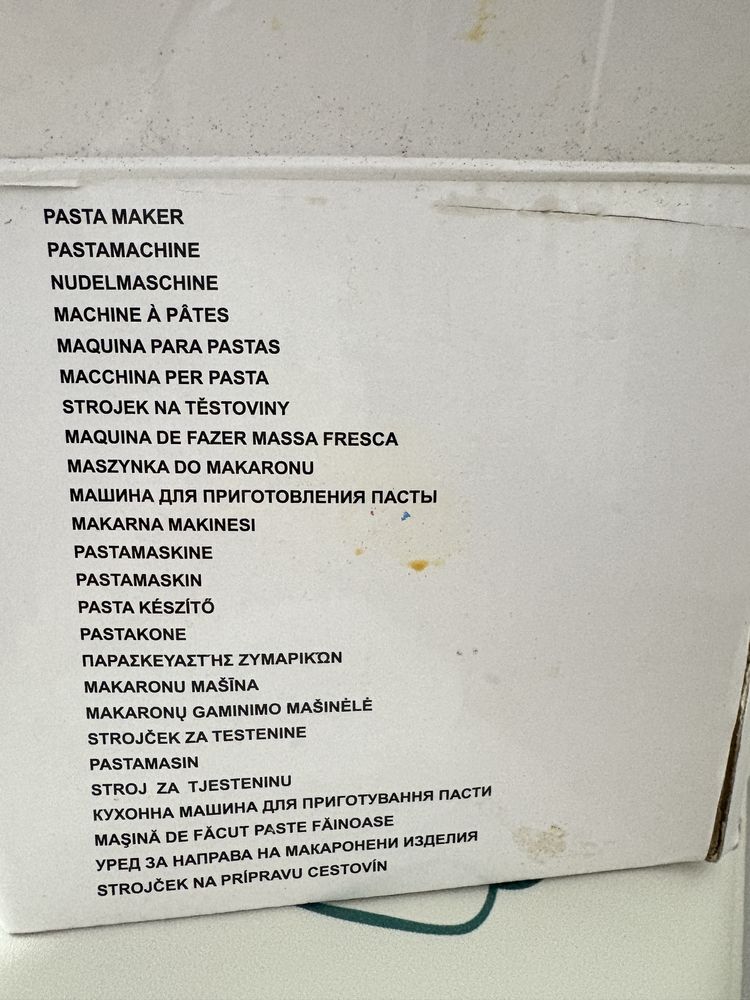 PASTA MAKER
PASTAMACHINE
NUDELMASCHINE
MACHINE À PÂTES
MAQUINA PARA PASTAS
MACCHINA PER PASTA
STROJEK NA TĚSTOVINY
MAQUINA DE FAZER MASSA FRESCA
MASZYNKA DO MAKARONU
МАШИНА ДЛЯ ПРИГОТОВЛЕНИЯ ПАСТЫ
MAKARNA MAKINESI
PASTAMASKINE
PASTAMASKIN
PASTA KÉSZÍTŐ
PASTAKONE
ΠΑΡΑΣΚΕΥΑΣΤΉΣ ΖΥΜΑΡΙΚΏΝ
MAKARONU MAŠĪNA
MAKARONŲ GAMINIMO MAŠINĖLĖ
STROJČEK ZA TESTENINE
PASTAMASIN
STROJ ZA TJESTENINU
КУХОННА МАШИНА ДЛЯ ПРИГОТУВАННЯ ПАСТИ
MAŞINĂ DE FĂCUT PASTE FĂINOASE
УРЕД ЗА НАПРАВА НА МАКАРОНЕНИ ИЗДЕЛИЯ
STROJČEK NA PRÍPRAVU CESTOVÍN